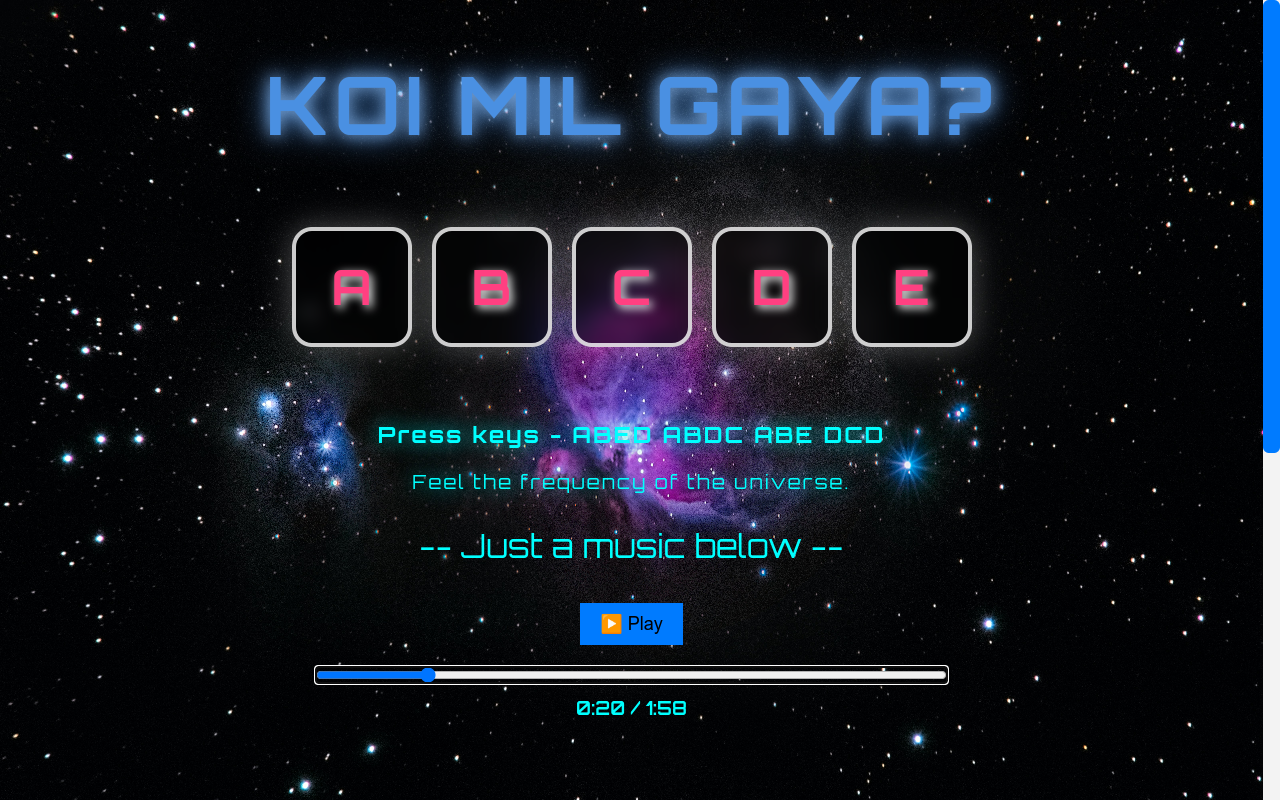 KOI MIL GAYA?
A B C D E
Press keys - ABED ABDC ABE DCD
Feel the frequency of the universe.
-- Just a music below --
▶️ Play
0:20 / 1:58